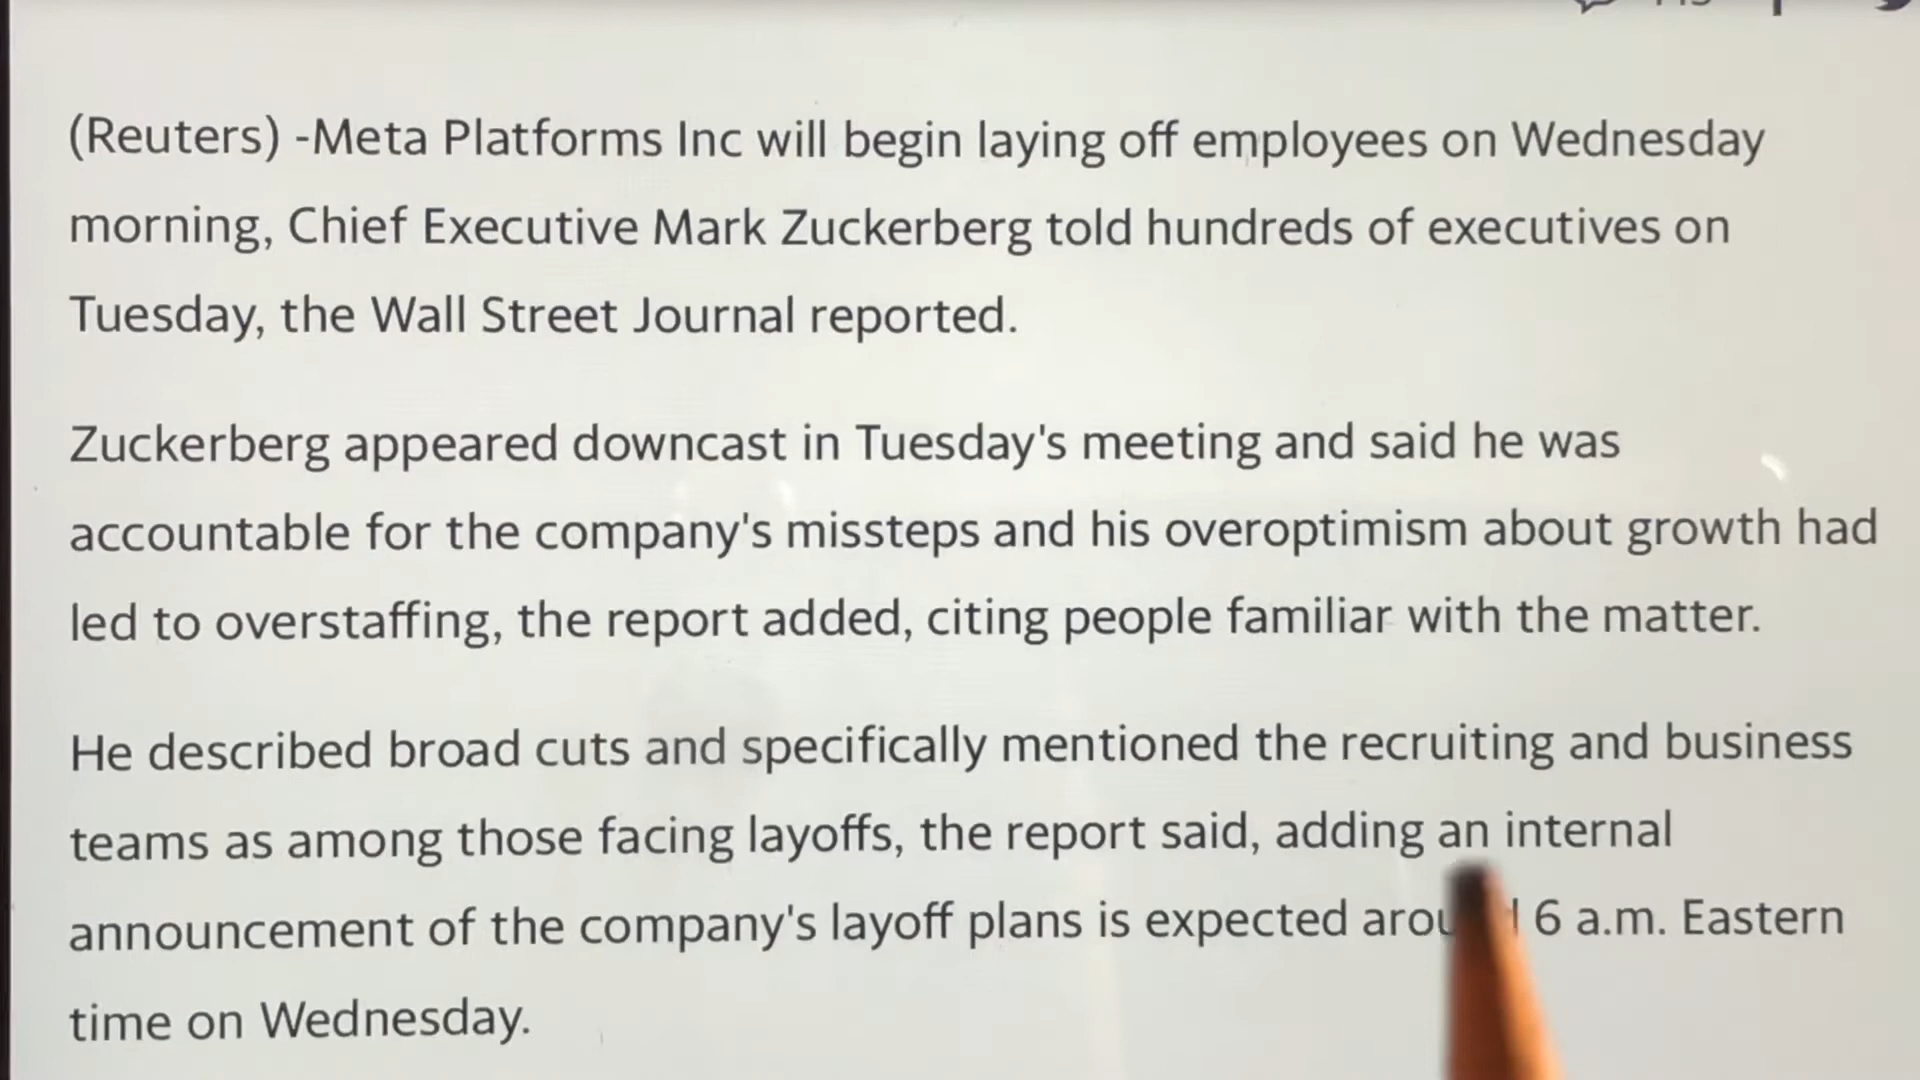 (Reuters) -Meta Platforms Inc will begin laying off employees on Wednesday
morning, Chief Executive Mark Zuckerberg told hundreds of executives on
Tuesday, the Wall Street Journal reported.
Zuckerberg appeared downcast in Tuesday's meeting and said he was
accountable for the company's missteps and his overoptimism about growth had
led to overstaffing, the report added, citing people familiar with the matter.
He described broad cuts and specifically mentioned the recruiting and business
teams as among those facing layoffs, the report said, adding an internal
announcement of the company's layoff plans is expected around 6 a.m. Eastern
time on Wednesday.